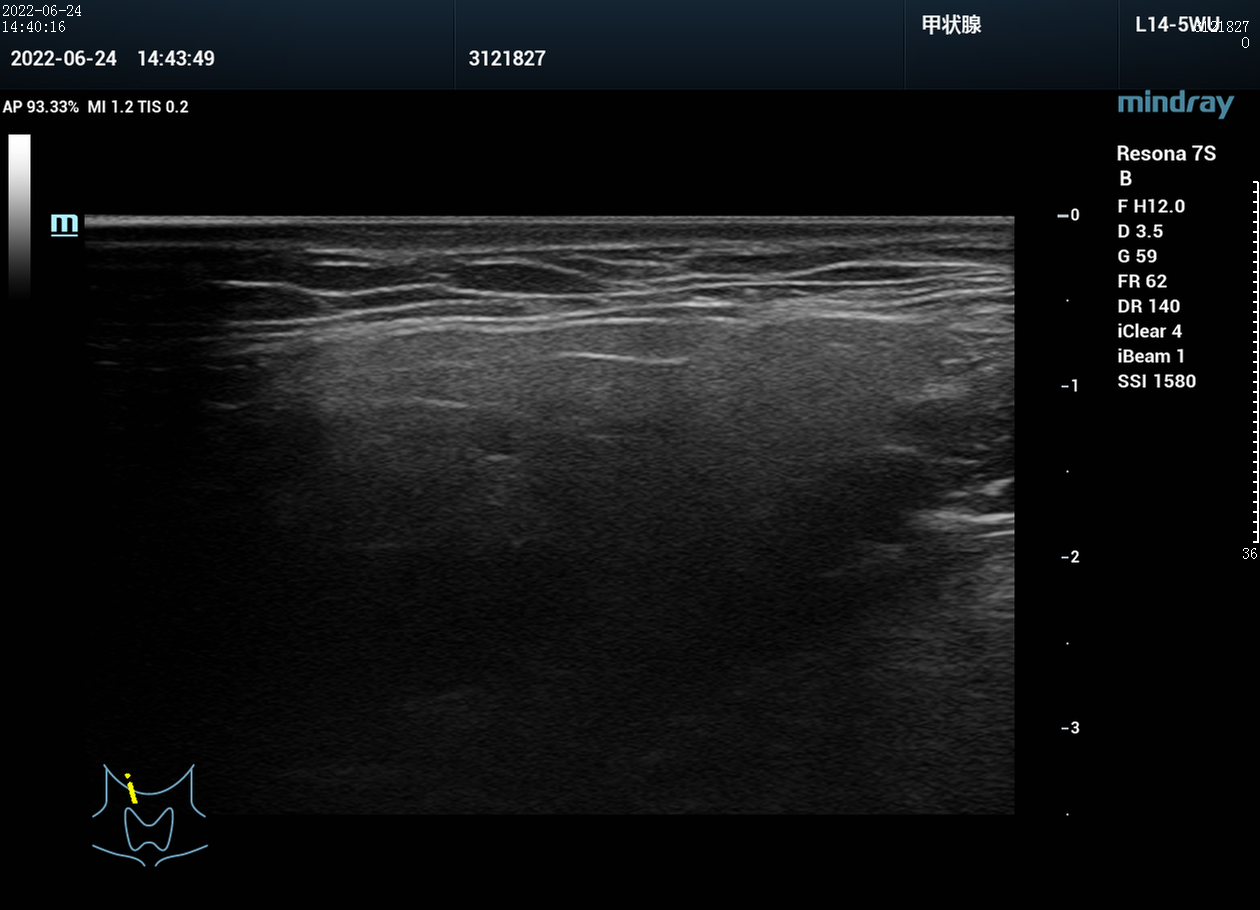 2022-06-24
14:40:16
甲状腺
L14-5WU
3121827
0
2022-06-24 14:43:49
3121827
AP 93.33% MI 1.2 TIS 0.2
mindray
Resona 7S
B
m
F H12.0
D 3.5
G 59
FR 62
DR 140
iClear 4
iBeam 1
SSI 1580
0
-1
-2
-3
36